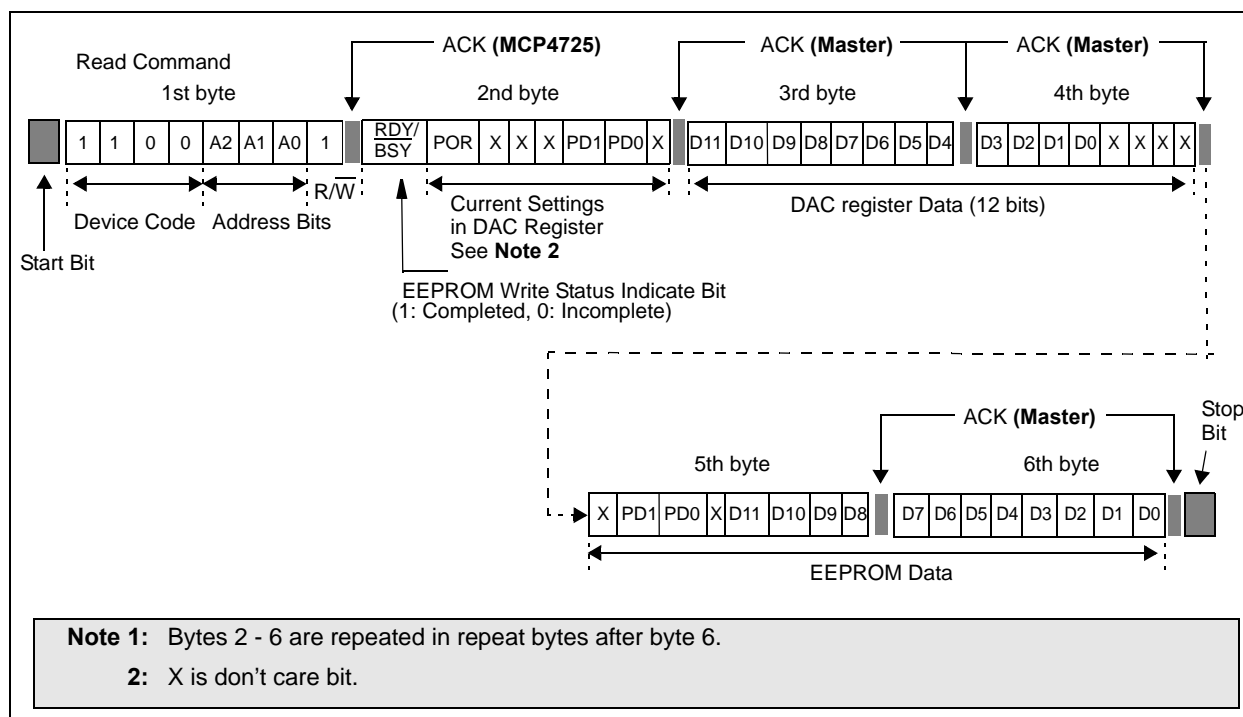 ACK (MCP4725) ACK (Master) ACK (Master)
Read Command
1st byte 2nd byte 3rd byte 4th byte
1 1 0 0 A2 A1 A0 1 RDY/BSY POR X X X PD1 PD0 X D11 D10 D9 D8 D7 D6 D5 D4 D3 D2 D1 D0 X X X X
R/W
Device Code Address Bits
Current Settings
in DAC Register
See Note 2
DAC register Data (12 bits)
Start Bit
EEPROM Write Status Indicate Bit
(1: Completed, 0: Incomplete)
ACK (Master)
Stop
Bit
5th byte 6th byte
X PD1 PD0 X D11 D10 D9 D8 D7 D6 D5 D4 D3 D2 D1 D0
EEPROM Data
Note 1: Bytes 2 - 6 are repeated in repeat bytes after byte 6.
2: X is don't care bit.